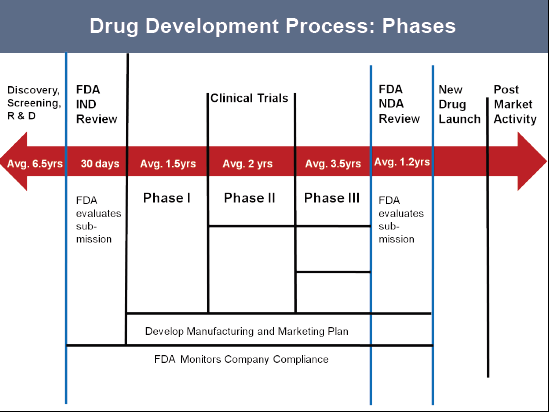 Drug Development Process: Phases
Discovery,
Screening,
R & D
FDA
IND
Review
Clinical Trials
FDA
NDA
Review
New
Drug
Launch
Post
Market
Activity
Avg. 6.5yrs
30 days
Avg. 1.5yrs
Avg. 2 yrs
Avg. 3.5yrs
Avg. 1.2yrs
FDA
evaluates
sub-
mission
Phase I
Phase II
Phase III
FDA
evaluates
sub-
mission
Develop Manufacturing and Marketing Plan
FDA Monitors Company Compliance